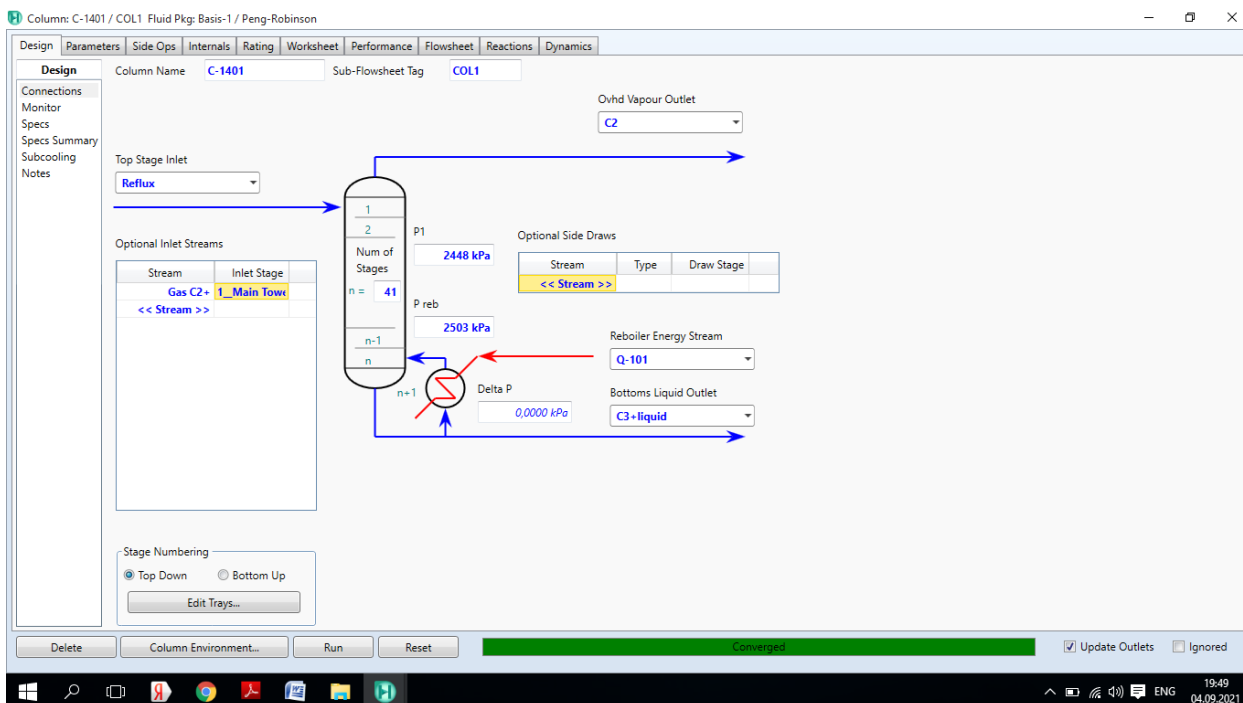 Column: C-1401 / COL1 Fluid Pkg: Basis-1 / Peng-Robinson
Design Parameters Side Ops Internals Rating Worksheet Performance Flowsheet Reactions Dynamics
Design
Connections
Monitor
Specs
Specs Summary
Subcooling
Notes
Column Name C-1401 Sub-Flowsheet Tag COL1
Ovhd Vapour Outlet
C2
Top Stage Inlet
Reflux
Optional Inlet Streams
Stream Inlet Stage
Gas C2+ 1__Main Towe
<< Stream >>
1
2
Num of
Stages
n = 41
n-1
n
n+1
P1
2448 kPa
P reb
2503 kPa
Delta P
0,0000 kPa
Optional Side Draws
Stream Type Draw Stage
<< Stream >>
Reboiler Energy Stream
Q-101
Bottoms Liquid Outlet
C3+liquid
Stage Numbering
Top Down Bottom Up
Edit Trays...
Delete Column Environment... Run Reset Converged Update Outlets Ignored
ENG
19:49
04.09.2021